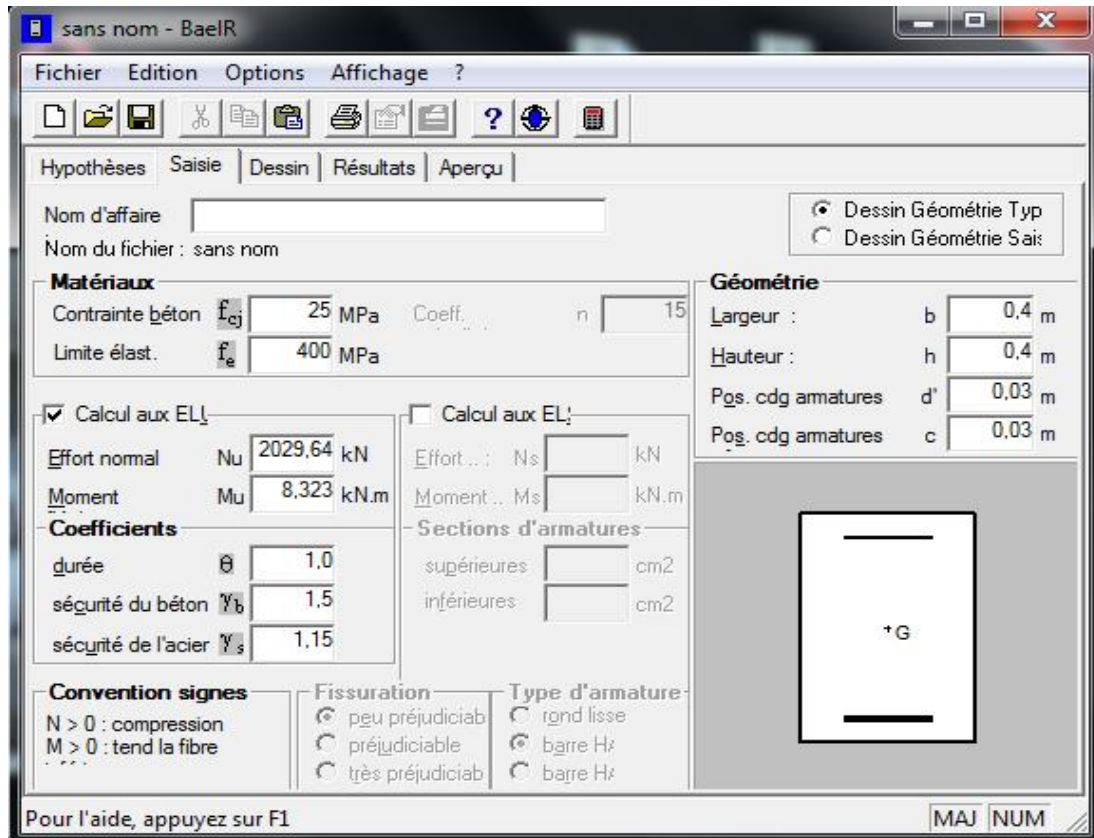 sans nom - BaelR
Fichier Edition Options Affichage ?
Hypothèses Saisie Dessin Résultats Aperçu
Nom d'affaire
Nom du fichier : sans nom
Dessin Géométrie Typ
Dessin Géométrie Sais
Matériaux
Contrainte béton fcj 25 MPa Coeff. n 15
Limite élast. fe 400 MPa
Géométrie
Largeur : b 0,4 m
Hauteur : h 0,4 m
Pos. cdg armatures d' 0,03 m
Pos. cdg armatures c 0,03 m
Calcul aux ELU
Effort normal Nu 2029,64 kN
Moment Mu 8,323 kN.m
Calcul aux ELS
Effort .. : Ns kN
Moment .. Ms kN.m
Coefficients
durée θ 1,0
sécurité du béton γb 1,5
sécurité de l'acier γs 1,15
Sections d'armatures
supérieures cm2
inférieures cm2
+G
Convention signes
N > 0 : compression
M > 0 : tend la fibre
Fissuration
peu préjudiciab
préjudiciable
très préjudiciab
Type d'armature
rond lisse
barre HA
barre HA
Pour l'aide, appuyez sur F1 MAJ NUM